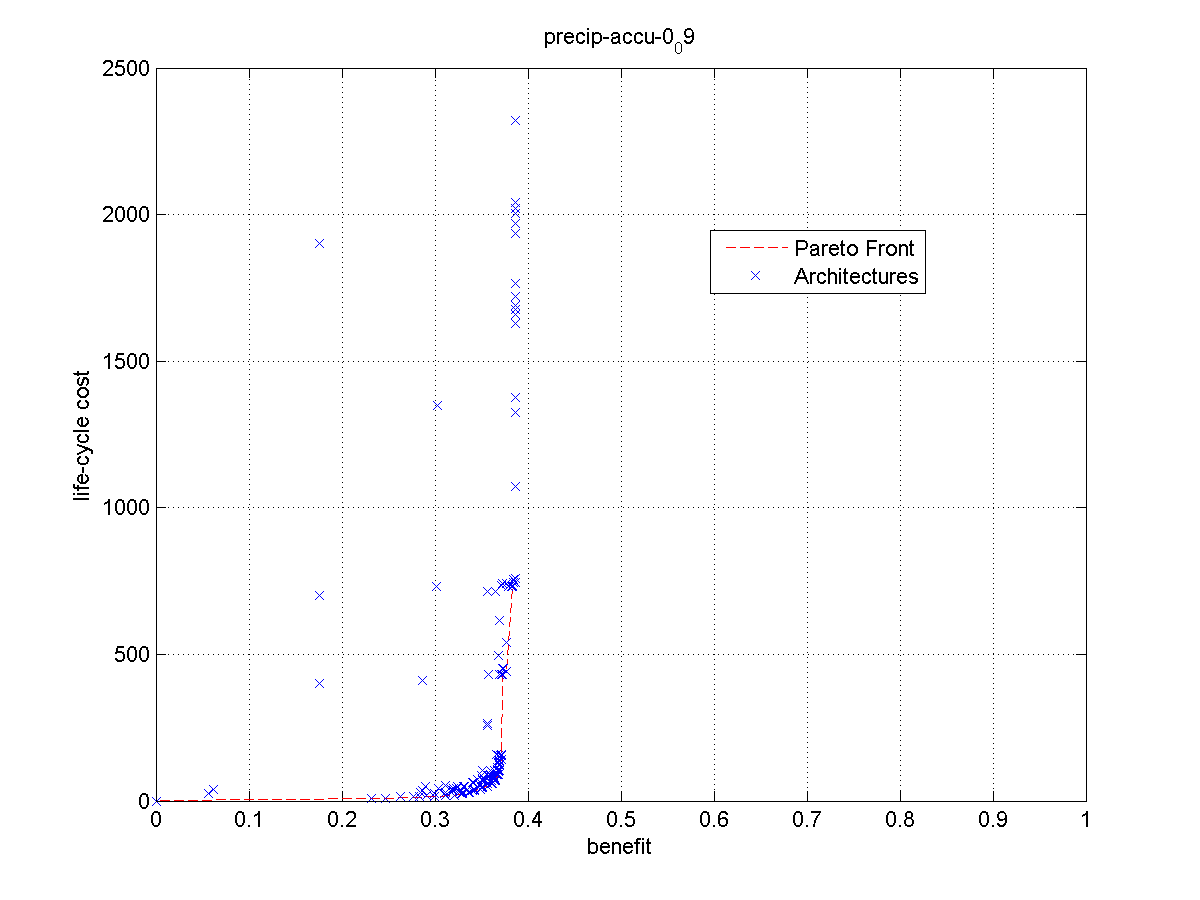 precip-accu-0₀9
2500
2000
1500
1000
500
0
life-cycle cost
Pareto Front
Architectures
0 0.1 0.2 0.3 0.4 0.5 0.6 0.7 0.8 0.9 1
benefit